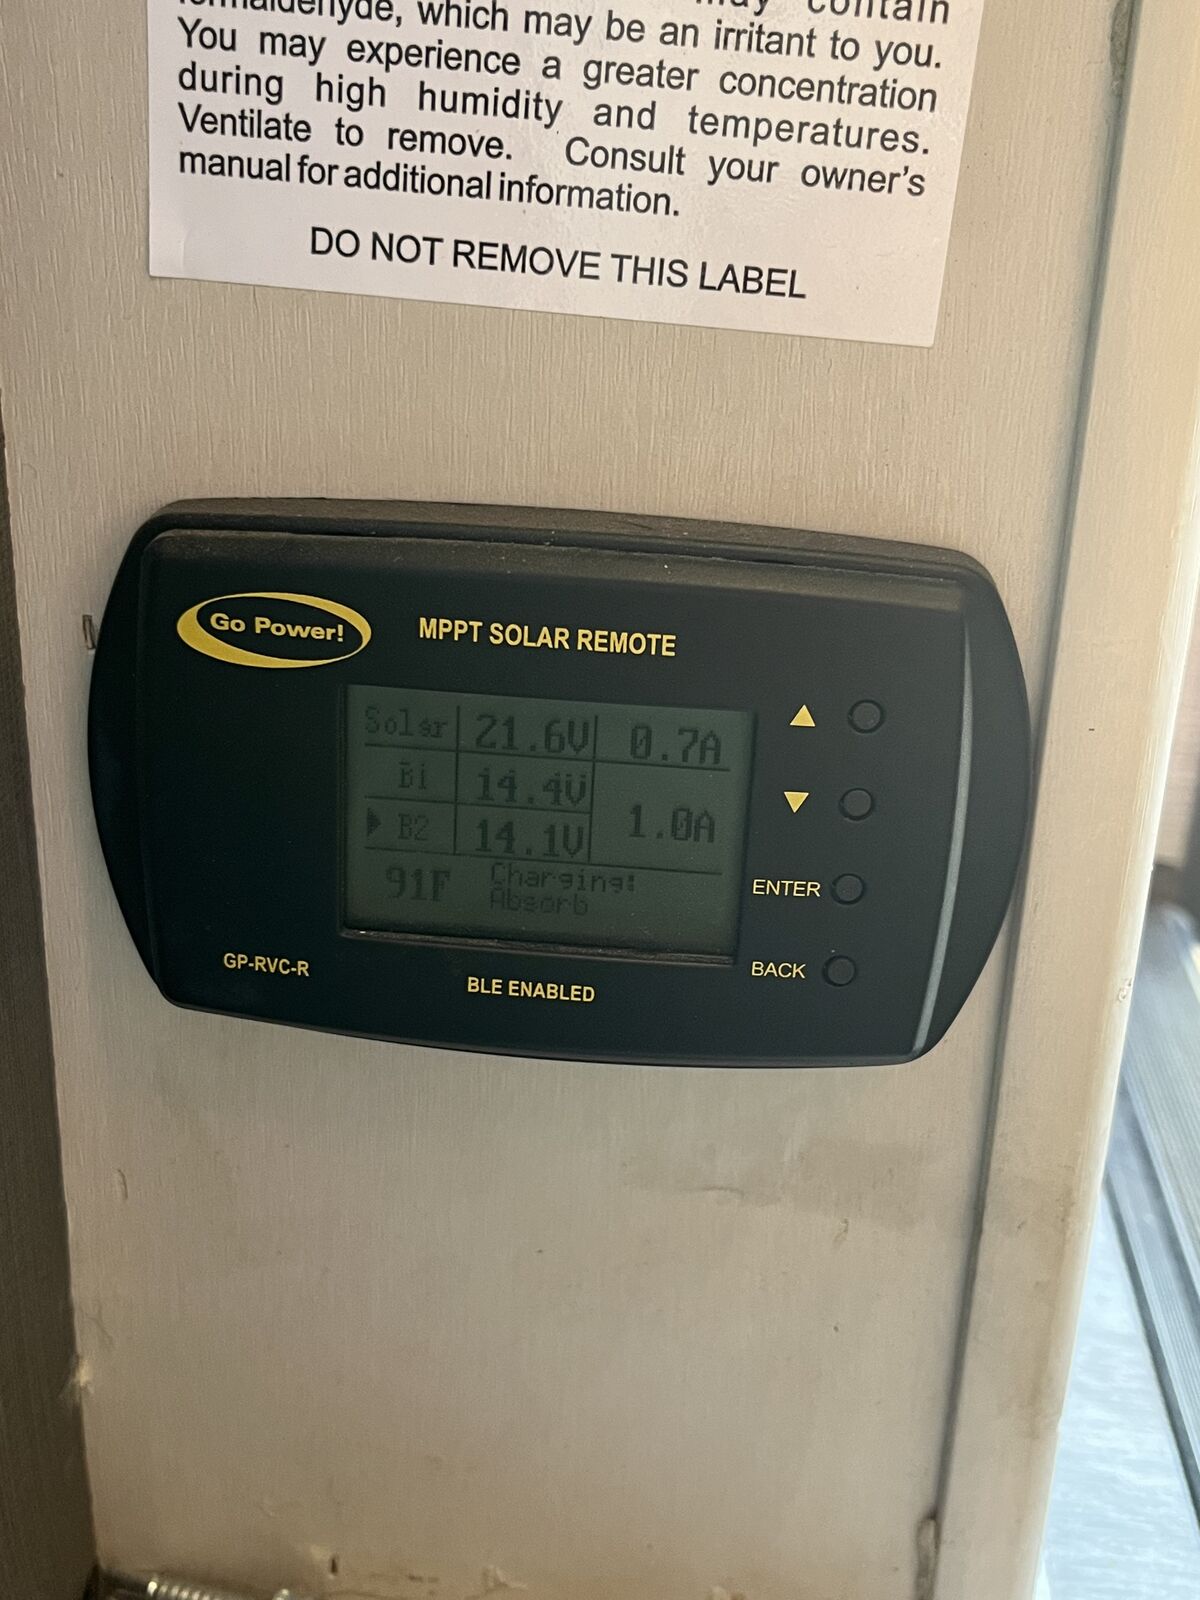 may contain
formaldehyde, which may be an irritant to you.
You may experience a greater concentration
during high humidity and temperatures.
Ventilate to remove. Consult your owner's
manual for additional information.
DO NOT REMOVE THIS LABEL
Go Power!
MPPT SOLAR REMOTE
Solar 21.6V 0.7A
B1 14.4V
1.0A
B2 14.1V
91F Charging:
Absorb
ENTER
BACK
GP-RVC-R
BLE ENABLED